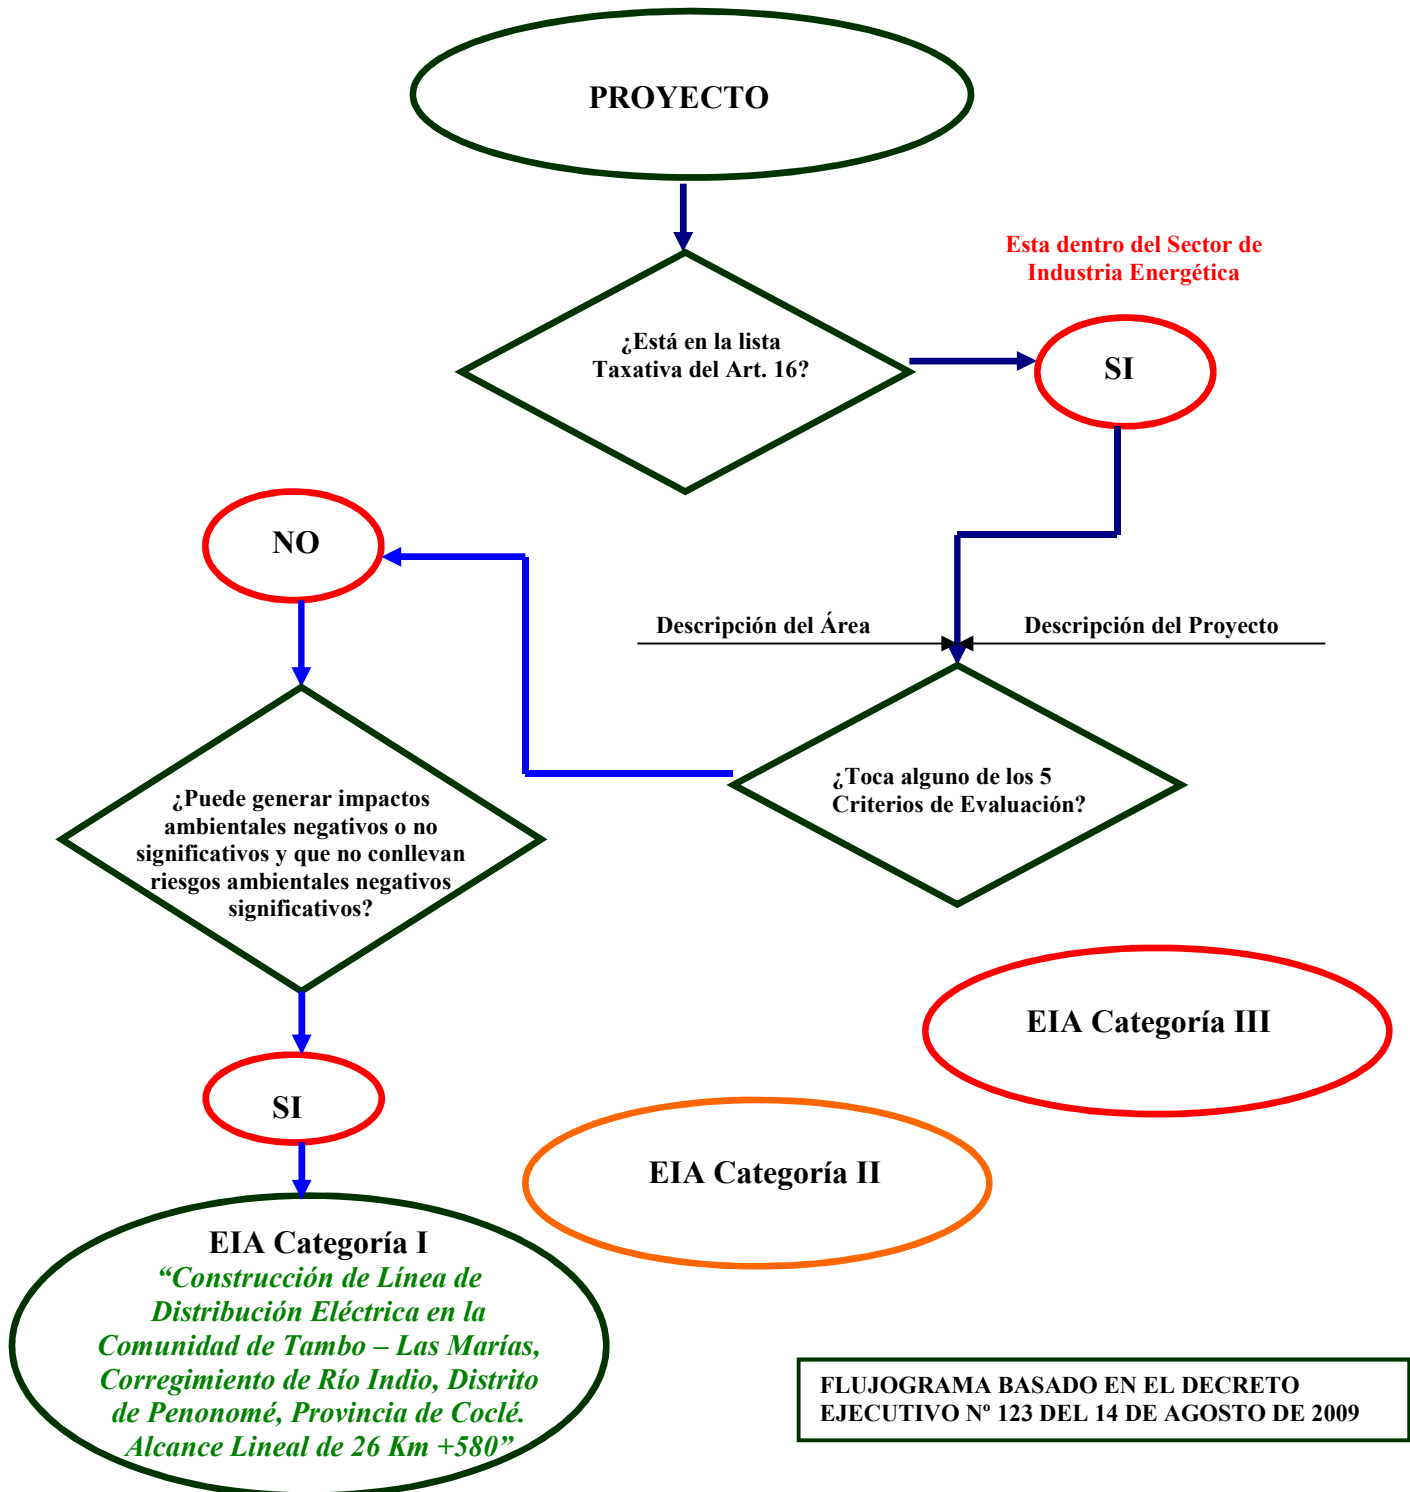 PROYECTO
Esta dentro del Sector de
Industria Energética
¿Está en la lista
Taxativa del Art. 16?
SI
NO
Descripción del Área
Descripción del Proyecto
¿Toca alguno de los 5
Criterios de Evaluación?
¿Puede generar impactos
ambientales negativos o no
significativos y que no conllevan
riesgos ambientales negativos
significativos?
EIA Categoría III
SI
EIA Categoría II
EIA Categoría I
“Construcción de Línea de
Distribución Eléctrica en la
Comunidad de Tambo – Las Marías,
Corregimiento de Río Indio, Distrito
de Penonomé, Provincia de Coclé.
Alcance Lineal de 26 Km +580”
FLUJOGRAMA BASADO EN EL DECRETO
EJECUTIVO Nº 123 DEL 14 DE AGOSTO DE 2009